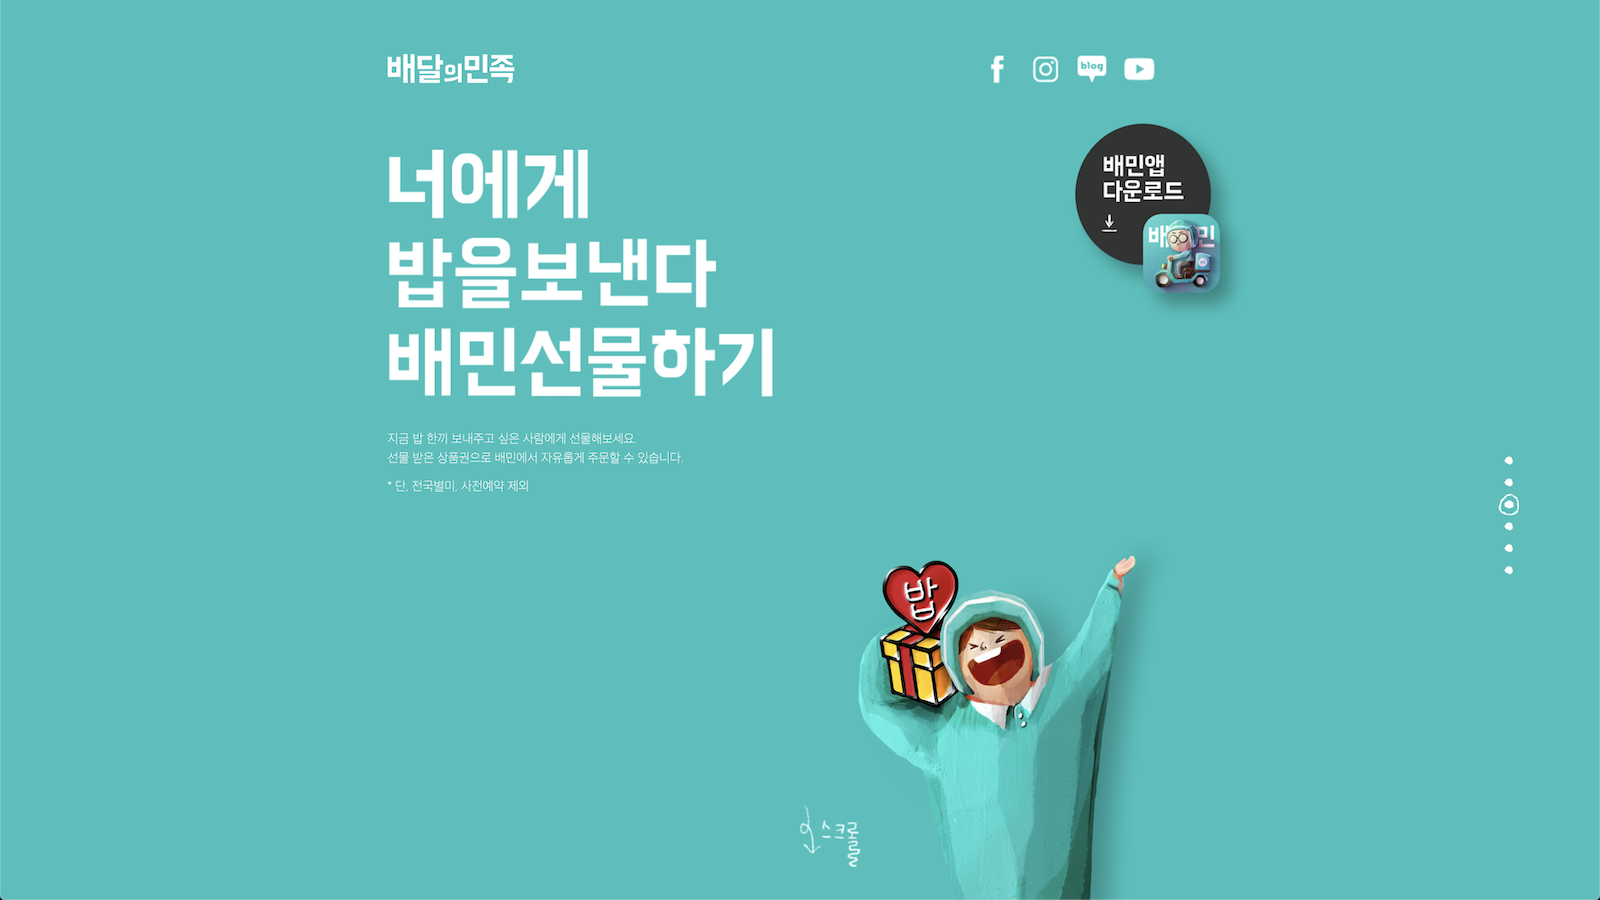 배달의민족
blog
너에게
밥을보낸다
배민선물하기
배민앱
다운로드
지금 밥 한끼 보내주고 싶은 사람에게 선물해보세요.
선물 받은 상품권으로 배민에서 자유롭게 주문할 수 있습니다.
* 단, 전국별미, 사전예약 제외
밥
스크롤